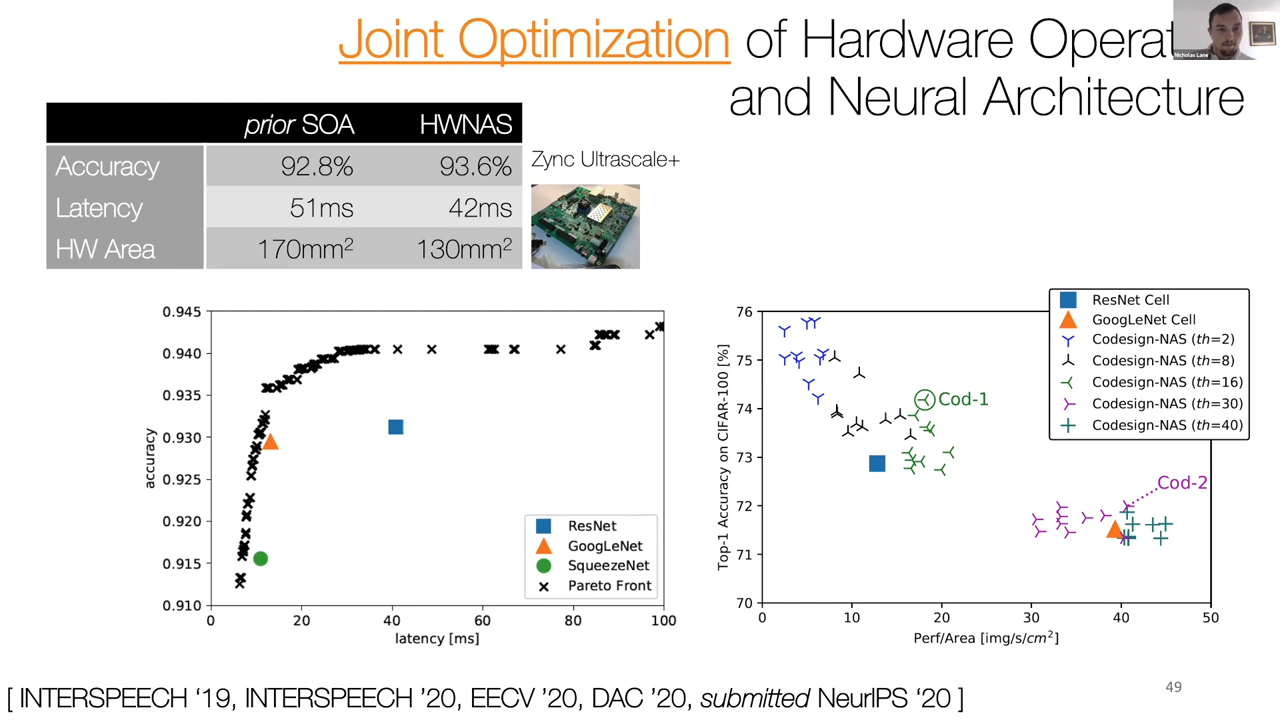 Joint Optimization of Hardware Operat
and Neural Architecture
Nicholas Lane
prior SOA HWNAS
Accuracy 92.8% 93.6%
Latency 51ms 42ms
HW Area 170mm² 130mm²
Zync Ultrascale+
0.945
0.940
0.935
0.930
0.925
0.920
0.915
0.910
accuracy
0 20 40 60 80 100
latency [ms]
ResNet
GoogLeNet
SqueezeNet
Pareto Front
76
75
74
73
72
71
70
Top-1 Accuracy on CIFAR-100 [%]
0 10 20 30 40 50
Perf/Area [img/s/cm²]
ResNet Cell
GoogLeNet Cell
Codesign-NAS (th=2)
Codesign-NAS (th=8)
Codesign-NAS (th=16)
Codesign-NAS (th=30)
Codesign-NAS (th=40)
Cod-1
Cod-2
[ INTERSPEECH ‘19, INTERSPEECH ’20, EECV ’20, DAC ’20, submitted NeurIPS ‘20 ]
49